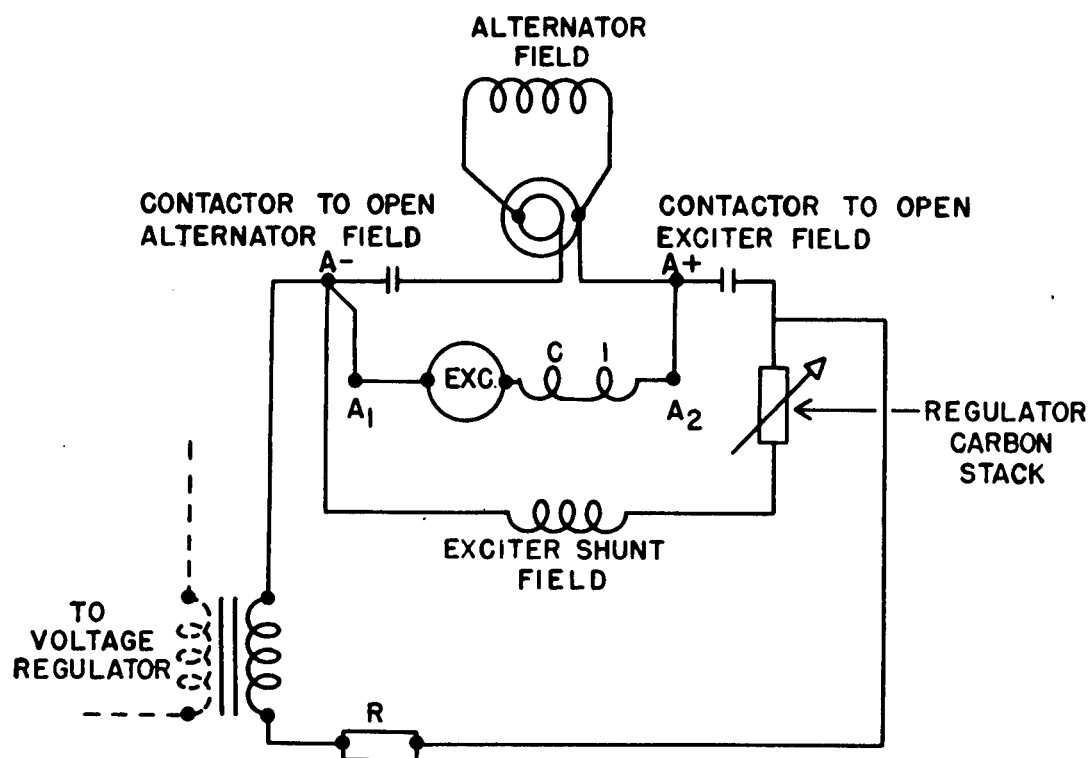 ALTERNATOR
FIELD
CONTACTOR TO OPEN
ALTERNATOR FIELD
CONTACTOR TO OPEN
EXCITER FIELD
A-
A+
C I
EXC.
A1
A2
REGULATOR
CARBON
STACK
EXCITER SHUNT
FIELD
TO
VOLTAGE
REGULATOR
R